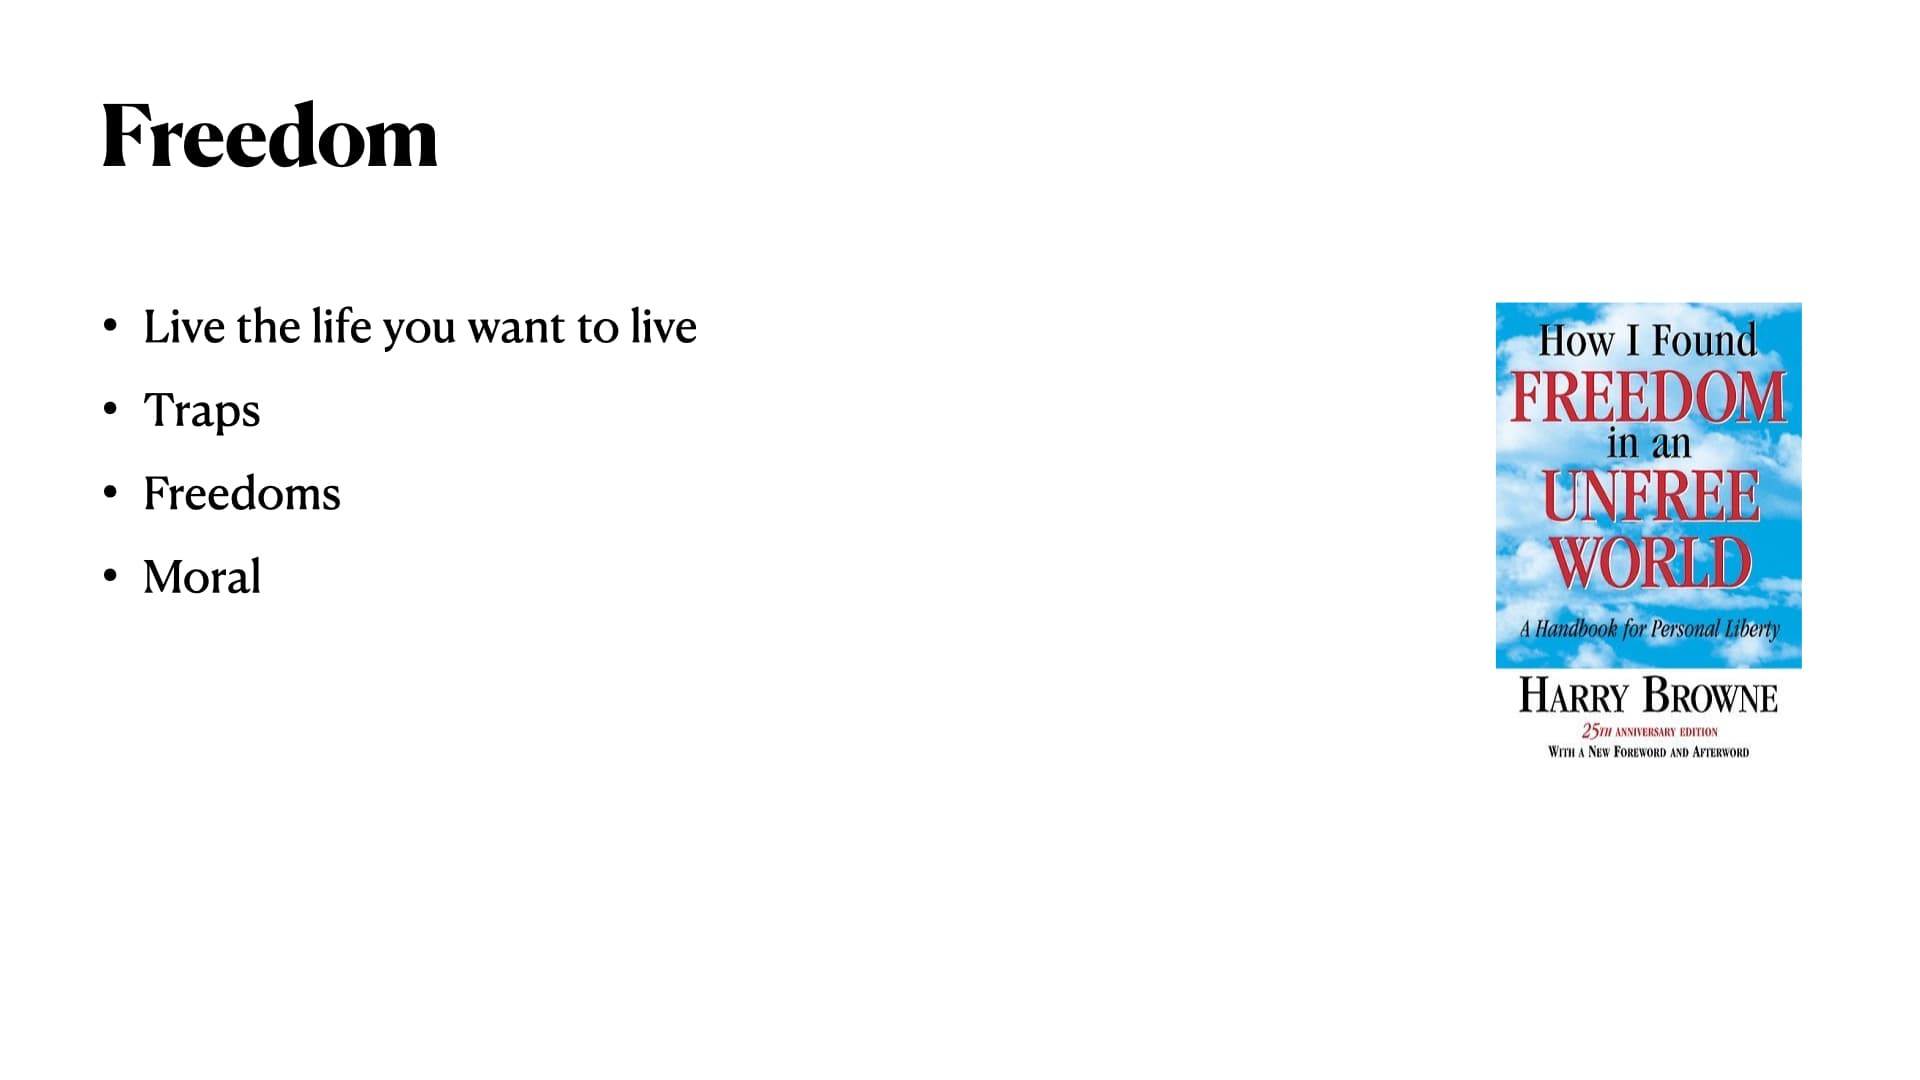 Freedom
• Live the life you want to live
• Traps
• Freedoms
• Moral
How I Found
FREEDOM
in an
UNFREE
WORLD
A Handbook for Personal Liberty
HARRY BROWNE
25TH ANNIVERSARY EDITION
WITH A NEW FOREWORD AND AFTERWORD